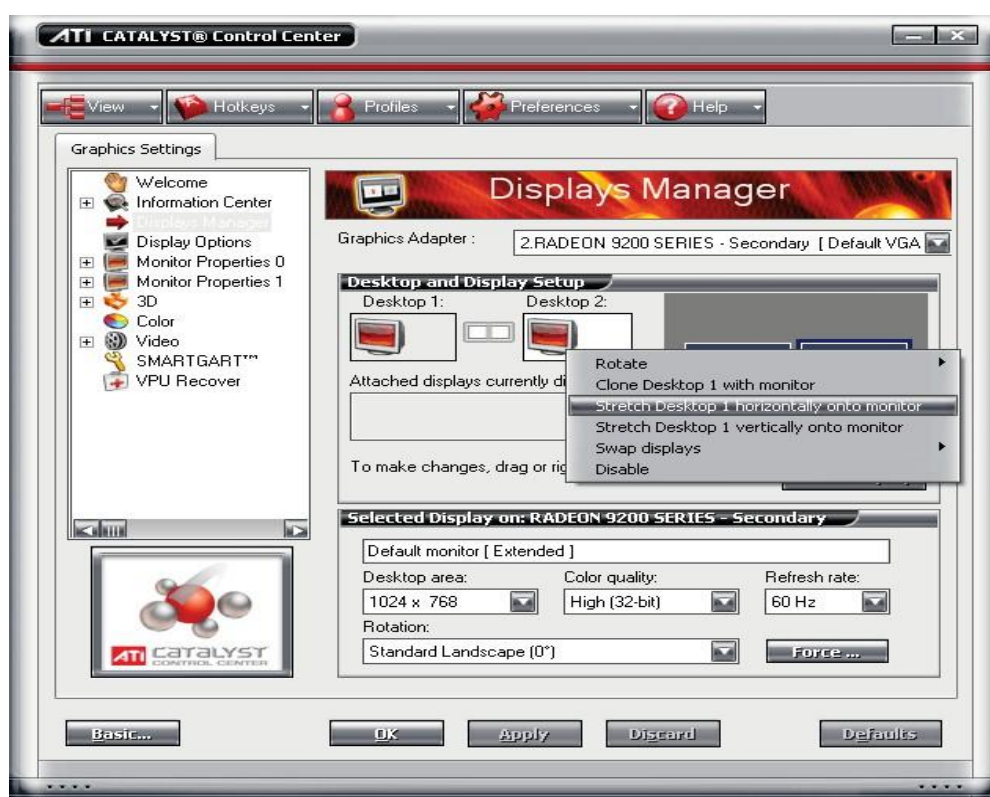 ATI CATALYST® Control Center
View Hotkeys Profiles Preferences Help
Graphics Settings
Welcome
Information Center
Displays Manager
Display Options
Monitor Properties 0
Monitor Properties 1
3D
Color
Video
SMARTGART™
VPU Recover
ATI CATALYST
CONTROL CENTER
Displays Manager
Graphics Adapter : 2.RADEON 9200 SERIES - Secondary [ Default VGA
Desktop and Display Setup
Desktop 1: Desktop 2:
Attached displays currently di
To make changes, drag or rig
Rotate
Clone Desktop 1 with monitor
Stretch Desktop 1 horizontally onto monitor
Stretch Desktop 1 vertically onto monitor
Swap displays
Disable
Selected Display on: RADEON 9200 SERIES - Secondary
Default monitor [ Extended ]
Desktop area: Color quality: Refresh rate:
1024 x 768 High (32-bit) 60 Hz
Rotation:
Standard Landscape (0°) Force ...
Basic... OK Apply Discard Defaults